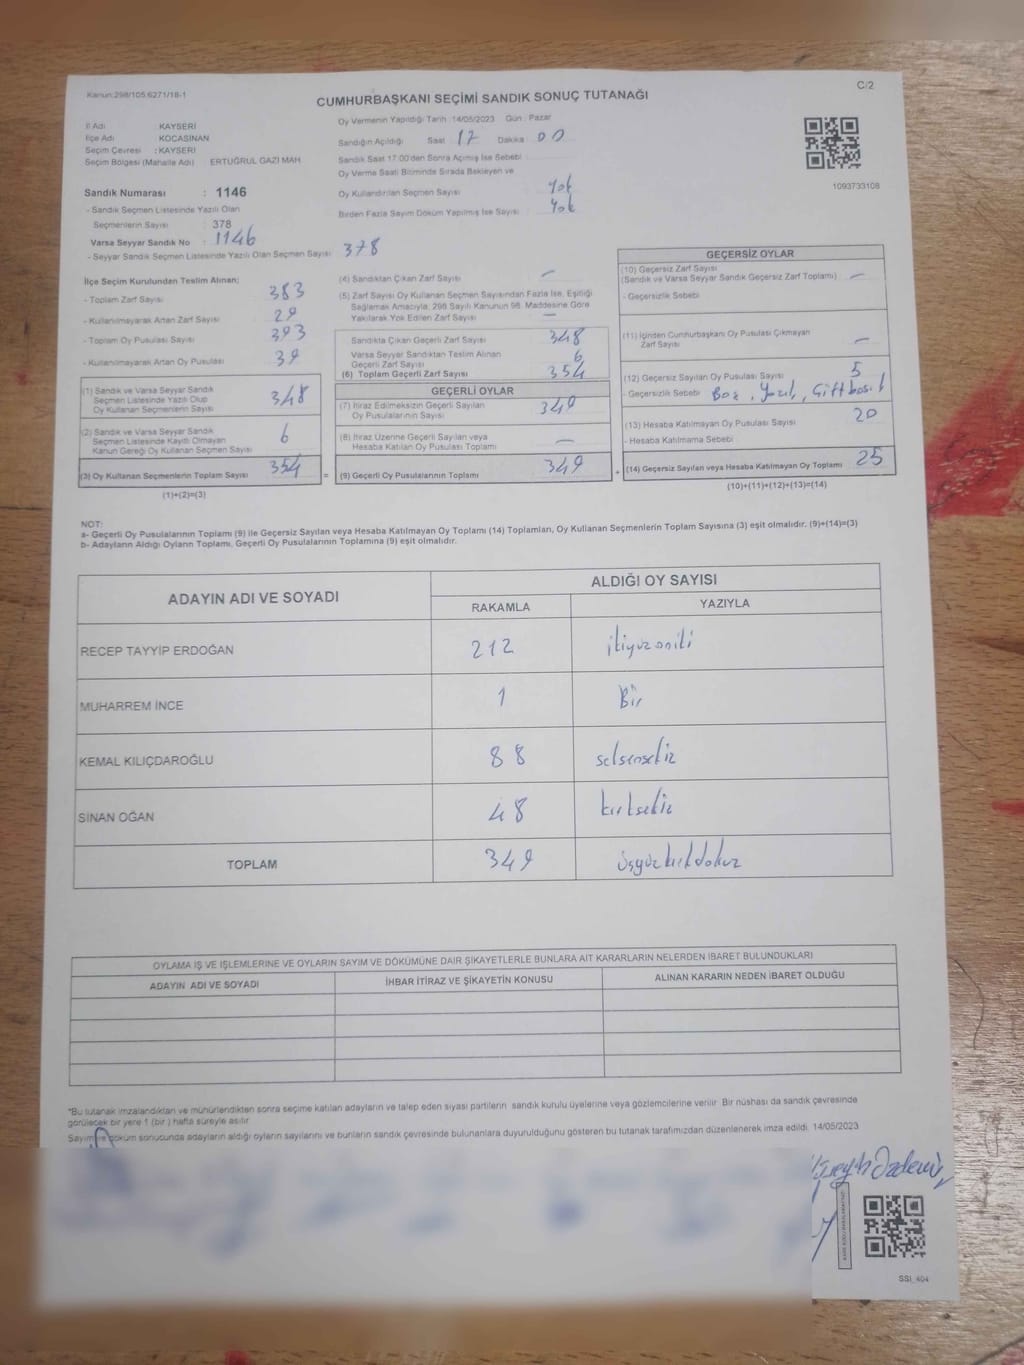 Kanun:298/105.6271/18-1
C/2
CUMHURBAŞKANI SEÇİMİ SANDIK SONUÇ TUTANAĞI
İl Adı : KAYSERİ
İlçe Adı : KOCASİNAN
Seçim Çevresi : KAYSERİ
Seçim Bölgesi (Mahalle Adı) ERTUĞRUL GAZİ MAH
Sandık Numarası : 1146
- Sandık Seçmen Listesinde Yazılı Olan
Seçmenlerin Sayısı : 378
Varsa Seyyar Sandık No : 1146
- Seyyar Sandık Seçmen Listesinde Yazılı Olan Seçmen Sayısı : 378
Oy Vermenin Yapıldığı Tarih :14/05/2023 Gün : Pazar
Sandığın Açıldığı Saat 17 Dakika 00
Sandık Saat 17.00'den Sonra Açılmış İse Sebebi
Oy Verme Saati Bitiminde Sırada Bekleyen ve
Oy Kullandırılan Seçmen Sayısı : Yok
Birden Fazla Sayım Döküm Yapılmış İse Sayısı : Yok
1093733108
İlçe Seçim Kurulundan Teslim Alınan;
- Toplam Zarf Sayısı : 383
- Kullanılmayarak Artan Zarf Sayısı : 29
- Toplam Oy Pusulası Sayısı : 393
- Kullanılmayarak Artan Oy Pusulası : 39
(1) Sandık ve Varsa Seyyar Sandık
Seçmen Listesinde Yazılı Olup
Oy Kullanan Seçmenlerin Sayısı 348
(2) Sandık ve Varsa Seyyar Sandık
Seçmen Listesinde Kayıtlı Olmayan
Kanun Gereği Oy Kullanan Seçmen Sayısı 6
(3) Oy Kullanan Seçmenlerin Toplam Sayısı 354 =
(1)+(2)=(3)
(4) Sandıktan Çıkan Zarf Sayısı —
(5) Zarf Sayısı Oy Kullanan Seçmen Sayısından Fazla İse, Eşitliği
Sağlamak Amacıyla; 298 Sayılı Kanunun 98. Maddesine Göre
Yakılarak Yok Edilen Zarf Sayısı —
Sandıkta Çıkan Geçerli Zarf Sayısı 348
Varsa Seyyar Sandıktan Teslim Alınan
Geçerli Zarf Sayısı 6
(6) Toplam Geçerli Zarf Sayısı 354
GEÇERLİ OYLAR
(7) İtiraz Edilmeksizin Geçerli Sayılan
Oy Pusulalarının Sayısı 349
(8) İtiraz Üzerine Geçerli Sayılan veya
Hesaba Katılan Oy Pusulası Toplamı —
(9) Geçerli Oy Pusulalarının Toplamı 349 +
GEÇERSİZ OYLAR
(10) Geçersiz Zarf Sayısı
(Sandık ve Varsa Seyyar Sandık Geçersiz Zarf Toplamı) —
- Geçersizlik Sebebi
(11) İçinden Cumhurbaşkanı Oy Pusulası Çıkmayan
Zarf Sayısı —
(12) Geçersiz Sayılan Oy Pusulası Sayısı 5
- Geçersizlik Sebebi Boş, Yazılı,
(13) Hesaba Katılmayan Oy Pusulası Sayısı 20
- Hesaba Katılmama Sebebi
(14) Geçersiz Sayılan veya Hesaba Katılmayan Oy Toplamı 25
(10)+(11)+(12)+(13)=(14)
NOT:
a- Geçerli Oy Pusulalarının Toplamı (9) ile Geçersiz Sayılan veya Hesaba Katılmayan Oy Toplamı (14) Toplamları, Oy Kullanan Seçmenlerin Toplam Sayısına (3) eşit olmalıdır. (9)+(14)=(3)
b- Adayların Aldığı Oyların Toplamı, Geçerli Oy Pusulalarının Toplamına (9) eşit olmalıdır.
ADAYIN ADI VE SOYADI
ALDIĞI OY SAYISI
RAKAMLA YAZIYLA
RECEP TAYYİP ERDOĞAN 212 ikiyüzoniki
MUHARREM İNCE 1 Bir
KEMAL KILIÇDAROĞLU 88 seksensekiz
SİNAN OĞAN 48 kırksekiz
TOPLAM 349 üçyüzkırkdokuz
OYLAMA İŞ VE İŞLEMLERİNE VE OYLARIN SAYIM VE DÖKÜMÜNE DAİR ŞİKAYETLERLE BUNLARA AİT KARARLARIN NELERDEN İBARET BULUNDUKLARI
ADAYIN ADI VE SOYADI İHBAR İTİRAZ VE ŞİKAYETİN KONUSU ALINAN KARARIN NEDEN İBARET OLDUĞU
*Bu tutanak imzalandıktan ve mühürlendikten sonra seçime katılan adayların ve talep eden siyasi partilerin sandık kurulu üyelerine veya gözlemcilerine verilir. Bir nüshası da sandık çevresinde
görülecek bir yere 1 (bir) hafta süreyle asılır
Sayım ve döküm sonucunda adayların aldığı oyların sayılarını ve bunların sandık çevresinde bulunanlara duyurulduğunu gösteren bu tutanak tarafımızdan düzenlenerek imza edildi. 14/05/2023
SSI_404